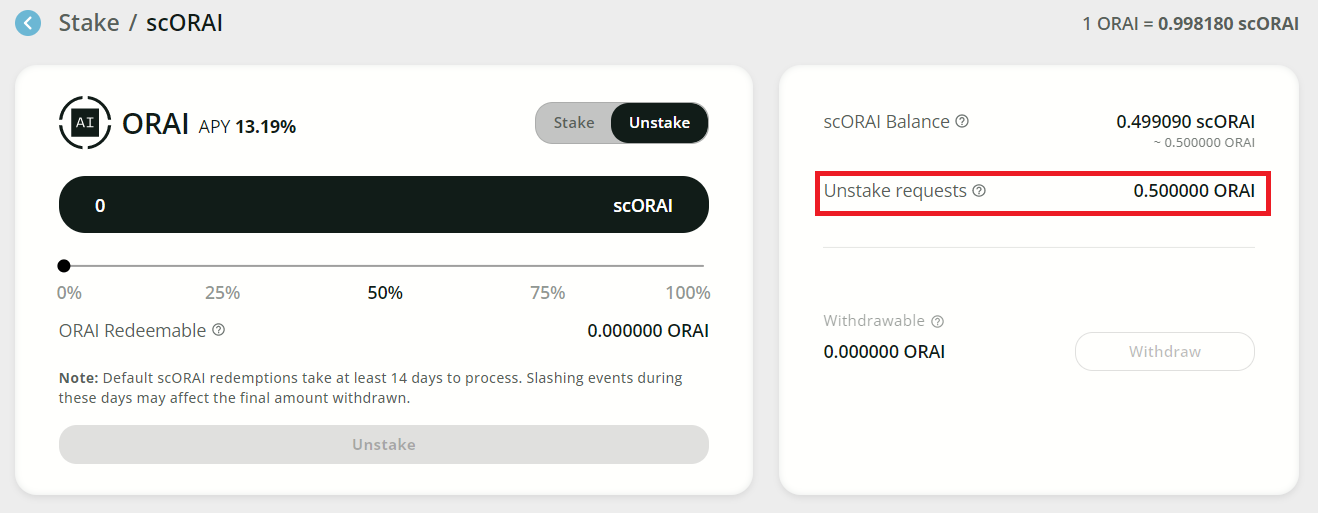 Stake / scORAI
1 ORAI = 0.998180 scORAI
AI ORAI APY 13.19%
Stake Unstake
0 scORAI
0% 25% 50% 75% 100%
ORAI Redeemable ? 0.000000 ORAI
Note: Default scORAI redemptions take at least 14 days to process. Slashing events during
these days may affect the final amount withdrawn.
Unstake
scORAI Balance ? 0.499090 scORAI
~ 0.500000 ORAI
Unstake requests ? 0.500000 ORAI
Withdrawable ?
0.000000 ORAI
Withdraw